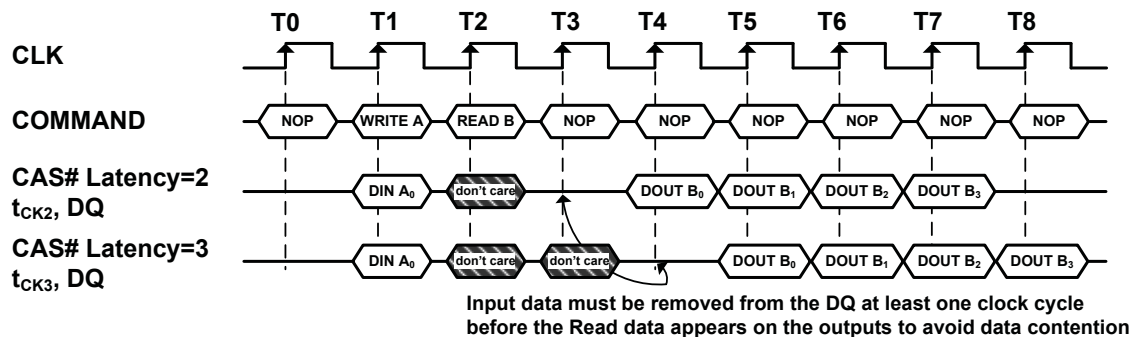 T0 T1 T2 T3 T4 T5 T6 T7 T8
CLK
COMMAND NOP WRITE A READ B NOP NOP NOP NOP NOP NOP
CAS# Latency=2
tCK2, DQ DIN A0 don't care DOUT B0 DOUT B1 DOUT B2 DOUT B3
CAS# Latency=3
tCK3, DQ DIN A0 don't care don't care DOUT B0 DOUT B1 DOUT B2 DOUT B3
Input data must be removed from the DQ at least one clock cycle
before the Read data appears on the outputs to avoid data contention